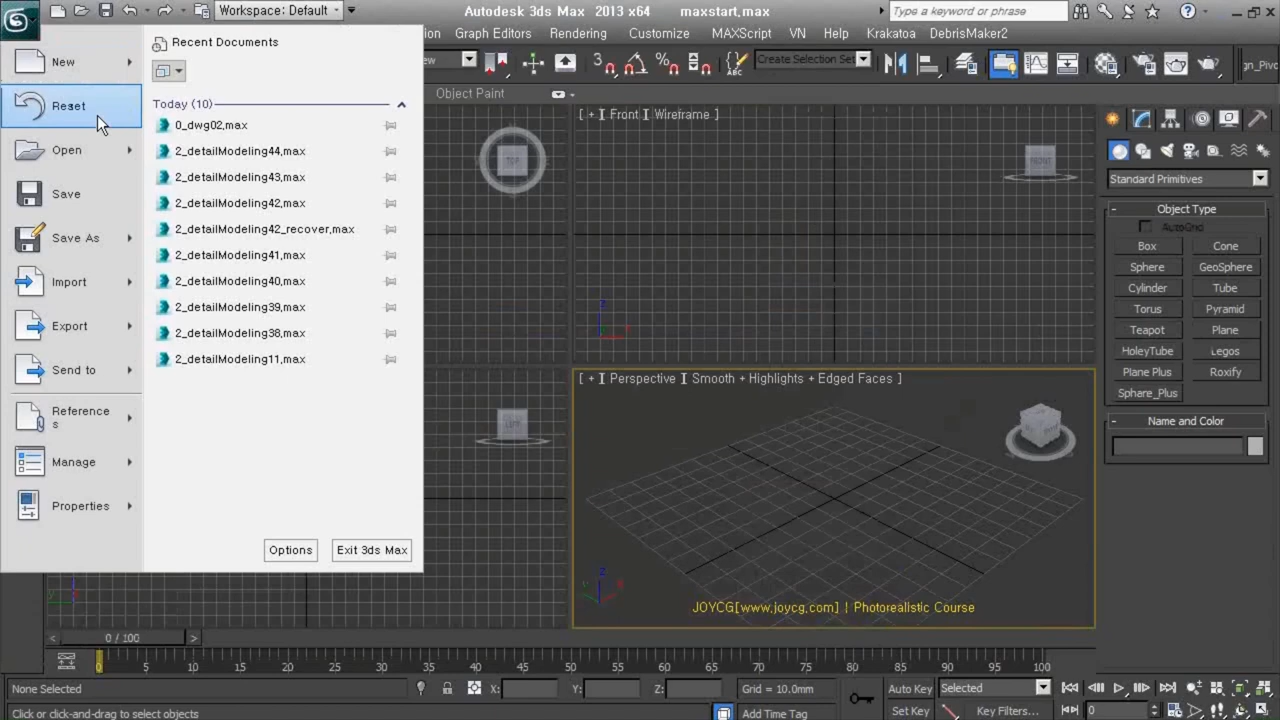 Workspace: Default
Autodesk 3ds Max 2013 x64 maxstart.max
Type a keyword or phrase
Graph Editors Rendering Customize MAXScript VN Help Krakatoa DebrisMaker2
Create Selection Set
Object Paint
Recent Documents
Today (10)
0_dwg02.max
2_detailModeling44.max
2_detailModeling43.max
2_detailModeling42.max
2_detailModeling42_recover.max
2_detailModeling41.max
2_detailModeling40.max
2_detailModeling39.max
2_detailModeling38.max
2_detailModeling11.max
New
Reset
Open
Save
Save As
Import
Export
Send to
Reference
s
Manage
Properties
Options Exit 3ds Max
[ + ] Front ] Wireframe ]
TOP
FRONT
LEFT
[ + ] Perspective ] Smooth + Highlights + Edged Faces ]
JOYCG[www.joycg.com] | Photorealistic Course
Standard Primitives
- Object Type
AutoGrid
Box Cone
Sphere GeoSphere
Cylinder Tube
Torus Pyramid
Teapot Plane
HoleyTube Legos
Plane Plus Roxify
Sphare_Plus
- Name and Color
< 0 / 100 >
0 5 10 15 20 25 30 35 40 45 50 55 60 65 70 75 80 85 90 95 100
None Selected X: Y: Z: Grid = 10.0mm Auto Key Selected
Click or click-and-drag to select objects Add Time Tag Set Key Key Filters... 0